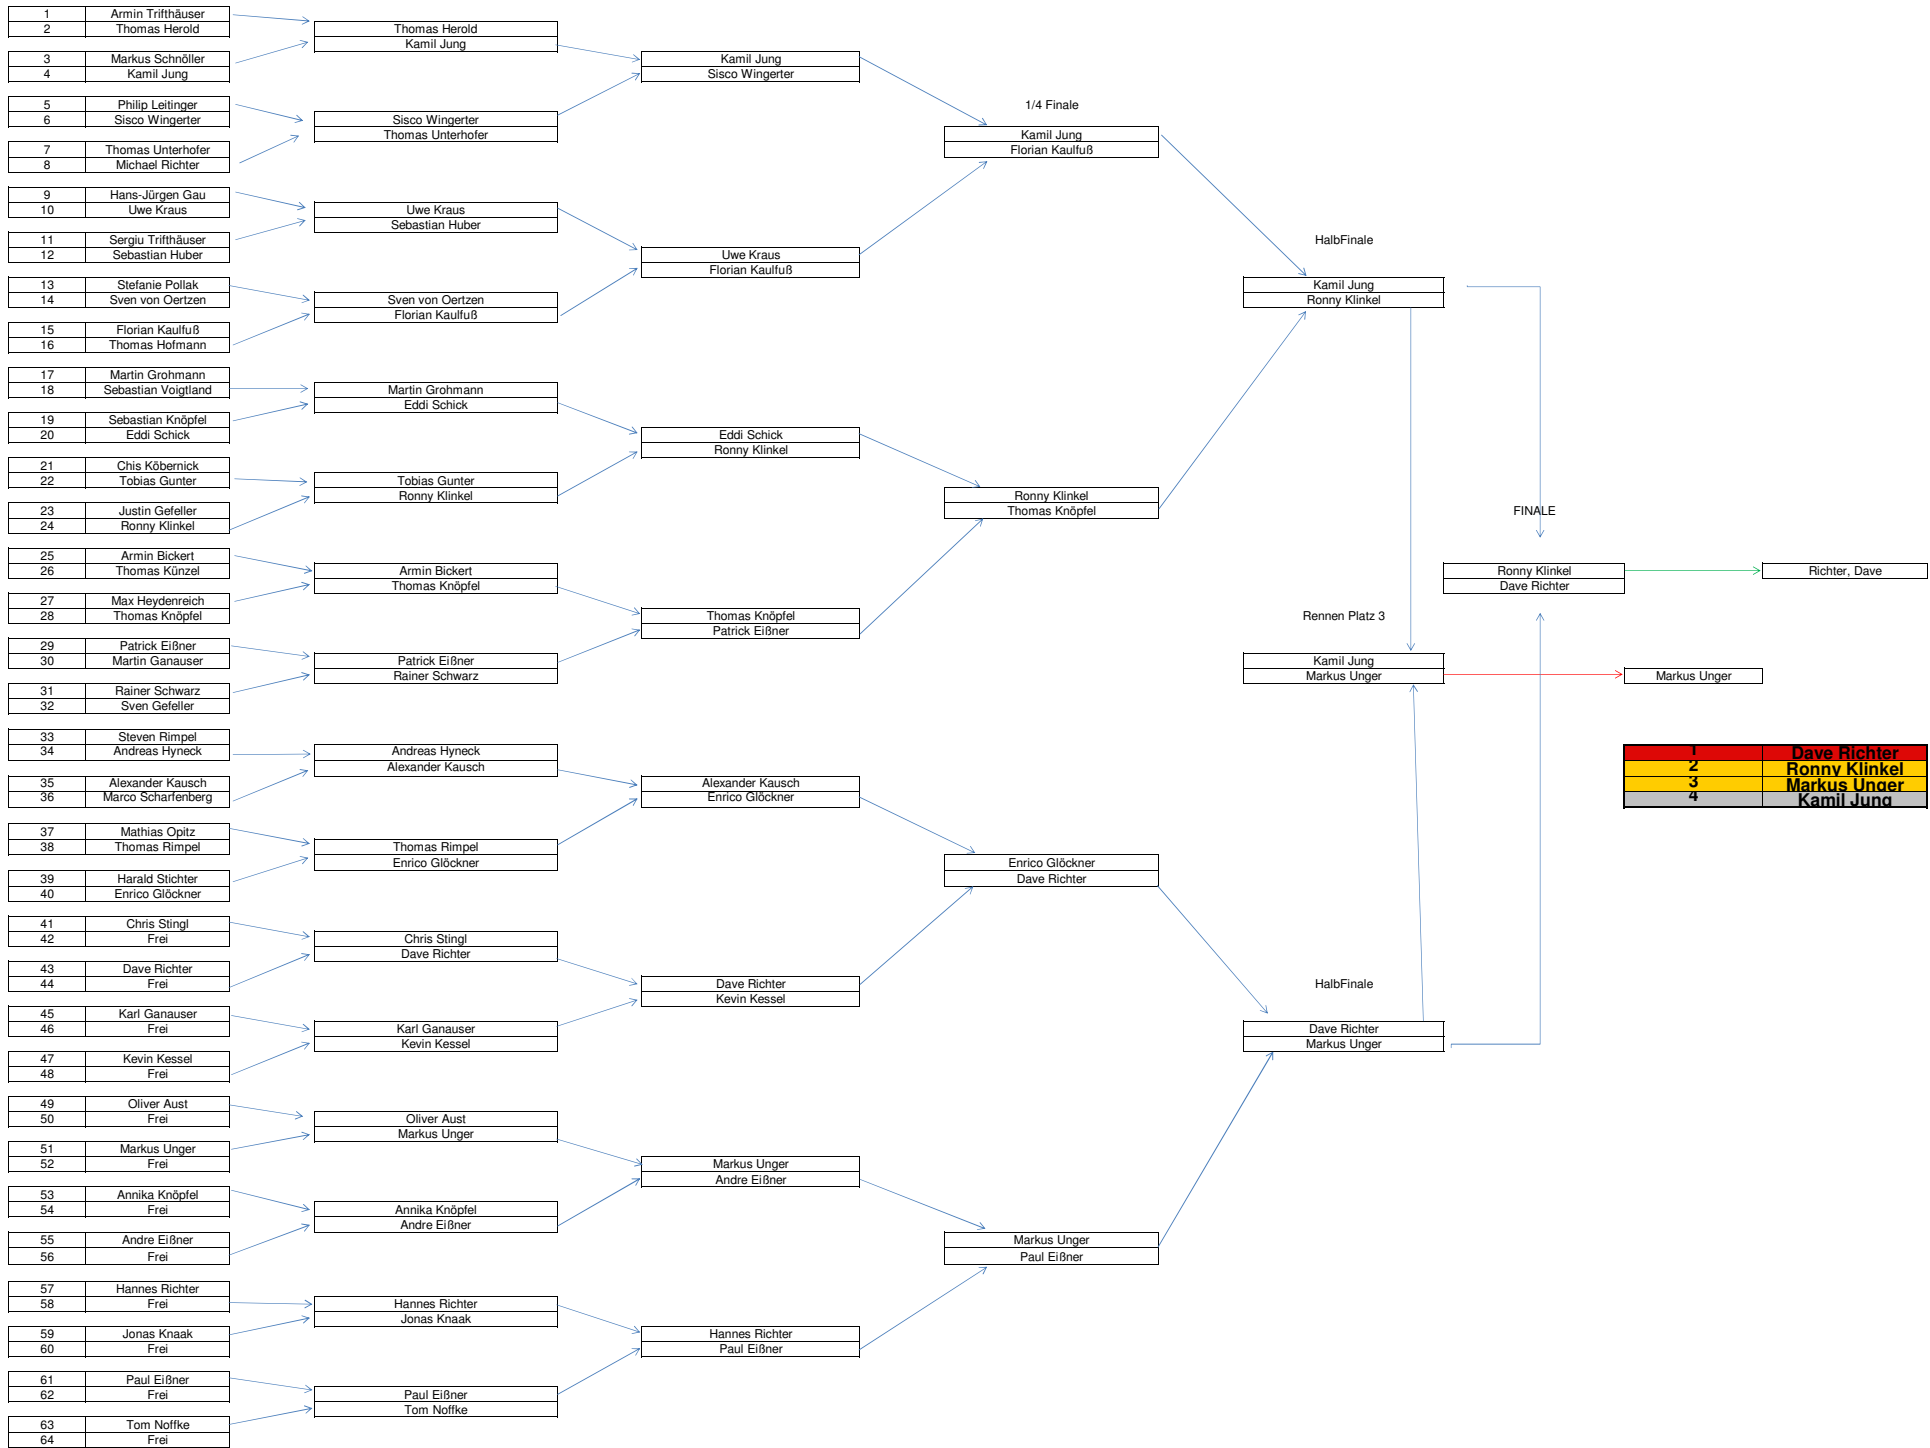 1 Armin Trifthäuser
2 Thomas Herold
3 Markus Schnöller
4 Kamil Jung
5 Philip Leitinger
6 Sisco Wingerter
7 Thomas Unterhofer
8 Michael Richter
9 Hans-Jürgen Gau
10 Uwe Kraus
11 Sergiu Trifthäuser
12 Sebastian Huber
13 Stefanie Pollak
14 Sven von Oertzen
15 Florian Kaulfuß
16 Thomas Hofmann
17 Martin Grohmann
18 Sebastian Voigtland
19 Sebastian Knöpfel
20 Eddi Schick
21 Chis Köbernick
22 Tobias Gunter
23 Justin Gefeller
24 Ronny Klinkel
25 Armin Bickert
26 Thomas Künzel
27 Max Heydenreich
28 Thomas Knöpfel
29 Patrick Eißner
30 Martin Ganauser
31 Rainer Schwarz
32 Sven Gefeller
33 Steven Rimpel
34 Andreas Hyneck
35 Alexander Kausch
36 Marco Scharfenberg
37 Mathias Opitz
38 Thomas Rimpel
39 Harald Stichter
40 Enrico Glöckner
41 Chris Stingl
42 Frei
43 Dave Richter
44 Frei
45 Karl Ganauser
46 Frei
47 Kevin Kessel
48 Frei
49 Oliver Aust
50 Frei
51 Markus Unger
52 Frei
53 Annika Knöpfel
54 Frei
55 Andre Eißner
56 Frei
57 Hannes Richter
58 Frei
59 Jonas Knaak
60 Frei
61 Paul Eißner
62 Frei
63 Tom Noffke
64 Frei
Thomas Herold
Kamil Jung
Sisco Wingerter
Thomas Unterhofer
Uwe Kraus
Sebastian Huber
Sven von Oertzen
Florian Kaulfuß
Martin Grohmann
Eddi Schick
Tobias Gunter
Ronny Klinkel
Armin Bickert
Thomas Knöpfel
Patrick Eißner
Rainer Schwarz
Andreas Hyneck
Alexander Kausch
Thomas Rimpel
Enrico Glöckner
Chris Stingl
Dave Richter
Karl Ganauser
Kevin Kessel
Oliver Aust
Markus Unger
Annika Knöpfel
Andre Eißner
Hannes Richter
Jonas Knaak
Paul Eißner
Tom Noffke
Kamil Jung
Sisco Wingerter
Uwe Kraus
Florian Kaulfuß
Eddi Schick
Ronny Klinkel
Thomas Knöpfel
Patrick Eißner
Alexander Kausch
Enrico Glöckner
Dave Richter
Kevin Kessel
Markus Unger
Andre Eißner
Hannes Richter
Paul Eißner
1/4 Finale
Kamil Jung
Florian Kaulfuß
Ronny Klinkel
Thomas Knöpfel
Enrico Glöckner
Dave Richter
Markus Unger
Paul Eißner
HalbFinale
Kamil Jung
Ronny Klinkel
Rennen Platz 3
Kamil Jung
Markus Unger
HalbFinale
Dave Richter
Markus Unger
FINALE
Ronny Klinkel
Dave Richter
Richter, Dave
Markus Unger
1 Dave Richter
2 Ronny Klinkel
3 Markus Unger
4 Kamil Jung